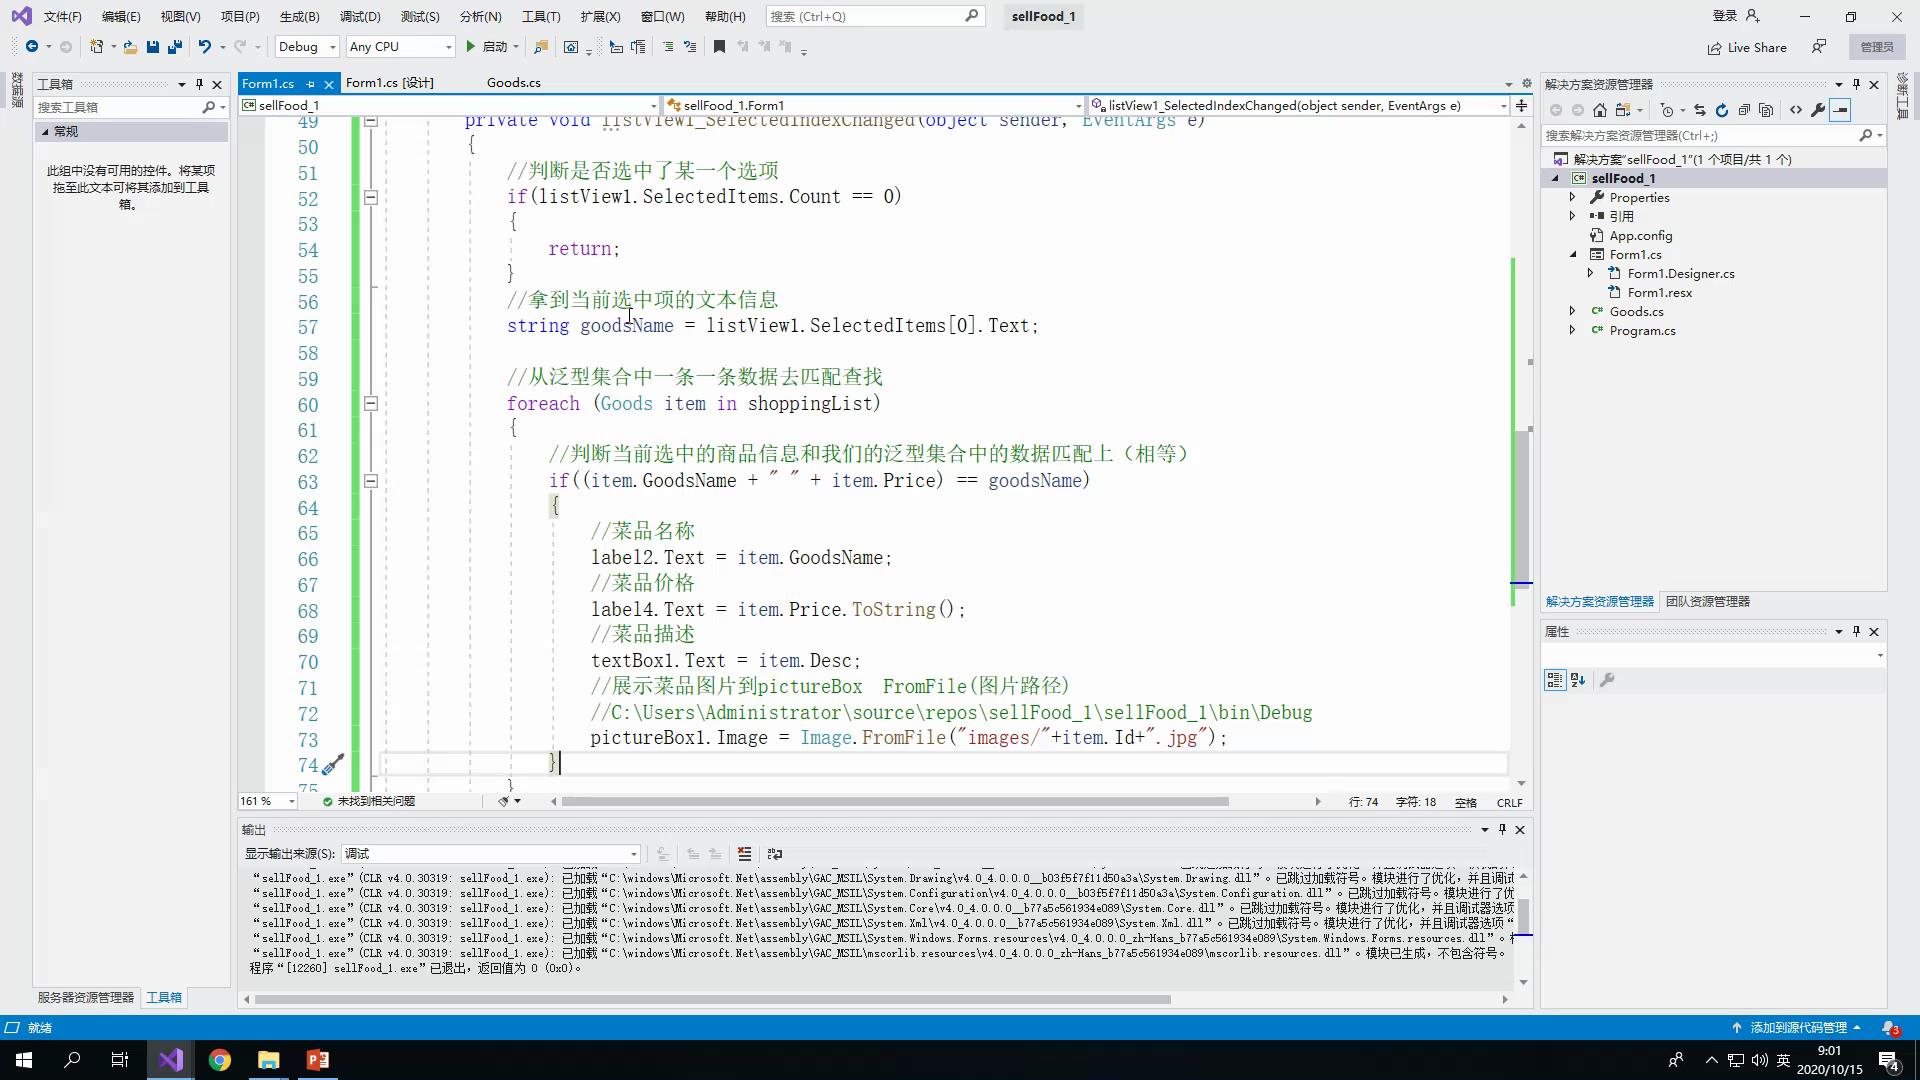 文件(F) 编辑(E) 视图(V) 项目(P) 生成(B) 调试(D) 测试(S) 分析(N) 工具(T) 扩展(X) 窗口(W) 帮助(H) 搜索 (Ctrl+Q) sellFood_1 登录
Debug Any CPU 启动 Live Share 管理员
工具箱
搜索工具箱
常规
此组中没有可用的控件。将某项
拖至此文本可将其添加到工具
箱。
服务器资源管理器 工具箱
Form1.cs Form1.cs [设计] Goods.cs
sellFood_1 sellFood_1.Form1 listView1_SelectedIndexChanged(object sender, EventArgs e)
49 private void listView1_SelectedIndexChanged(object sender, EventArgs e)
50 {
51 //判断是否选中了某一个选项
52 if(listView1.SelectedItems.Count == 0)
53 {
54 return;
55 }
56 //拿到当前选中项的文本信息
57 string goodsName = listView1.SelectedItems[0].Text;
58
59 //从泛型集合中一条一条数据去匹配查找
60 foreach (Goods item in shoppingList)
61 {
62 //判断当前选中的商品信息和我们的泛型集合中的数据匹配上（相等）
63 if((item.GoodsName + " " + item.Price) == goodsName)
64 {
65 //菜品名称
66 label2.Text = item.GoodsName;
67 //菜品价格
68 label4.Text = item.Price.ToString();
69 //菜品描述
70 textBox1.Text = item.Desc;
71 //展示菜品图片到pictureBox  FromFile(图片路径)
72 //C:\Users\Administrator\source\repos\sellFood_1\sellFood_1\bin\Debug
73 pictureBox1.Image = Image.FromFile("images/"+item.Id+".jpg");
74 }
75 }
161 % 未找到相关问题 行: 74 字符: 18 空格 CRLF
输出
显示输出来源(S): 调试
“sellFood_1.exe”(CLR v4.0.30319: sellFood_1.exe): 已加载“C:\windows\Microsoft.Net\assembly\GAC_MSIL\System.Drawing\v4.0_4.0.0.0__b03f5f7f11d50a3a\System.Drawing.dll”。已跳过加载符号。模块进行了优化，并且调试
“sellFood_1.exe”(CLR v4.0.30319: sellFood_1.exe): 已加载“C:\windows\Microsoft.Net\assembly\GAC_MSIL\System.Configuration\v4.0_4.0.0.0__b03f5f7f11d50a3a\System.Configuration.dll”。已跳过加载符号。模块进行了优
“sellFood_1.exe”(CLR v4.0.30319: sellFood_1.exe): 已加载“C:\windows\Microsoft.Net\assembly\GAC_MSIL\System.Core\v4.0_4.0.0.0__b77a5c561934e089\System.Core.dll”。已跳过加载符号。模块进行了优化，并且调试器选项
“sellFood_1.exe”(CLR v4.0.30319: sellFood_1.exe): 已加载“C:\windows\Microsoft.Net\assembly\GAC_MSIL\System.Xml\v4.0_4.0.0.0__b77a5c561934e089\System.Xml.dll”。已跳过加载符号。模块进行了优化，并且调试器选项“
“sellFood_1.exe”(CLR v4.0.30319: sellFood_1.exe): 已加载“C:\windows\Microsoft.Net\assembly\GAC_MSIL\System.Windows.Forms.resources\v4.0_4.0.0.0_zh-Hans_b77a5c561934e089\System.Windows.Forms.resources.dll”。
“sellFood_1.exe”(CLR v4.0.30319: sellFood_1.exe): 已加载“C:\windows\Microsoft.Net\assembly\GAC_MSIL\mscorlib.resources\v4.0_4.0.0.0_zh-Hans_b77a5c561934e089\mscorlib.resources.dll”。模块已生成，不包含符号。
程序“[12260] sellFood_1.exe”已退出，返回值为 0 (0x0)。
解决方案资源管理器
搜索解决方案资源管理器(Ctrl+;)
解决方案"sellFood_1"(1 个项目/共 1 个)
sellFood_1
Properties
引用
App.config
Form1.cs
Form1.Designer.cs
Form1.resx
Goods.cs
Program.cs
解决方案资源管理器 团队资源管理器
属性
诊断工具
就绪 添加到源代码管理 3
英 9:01
2020/10/15
4